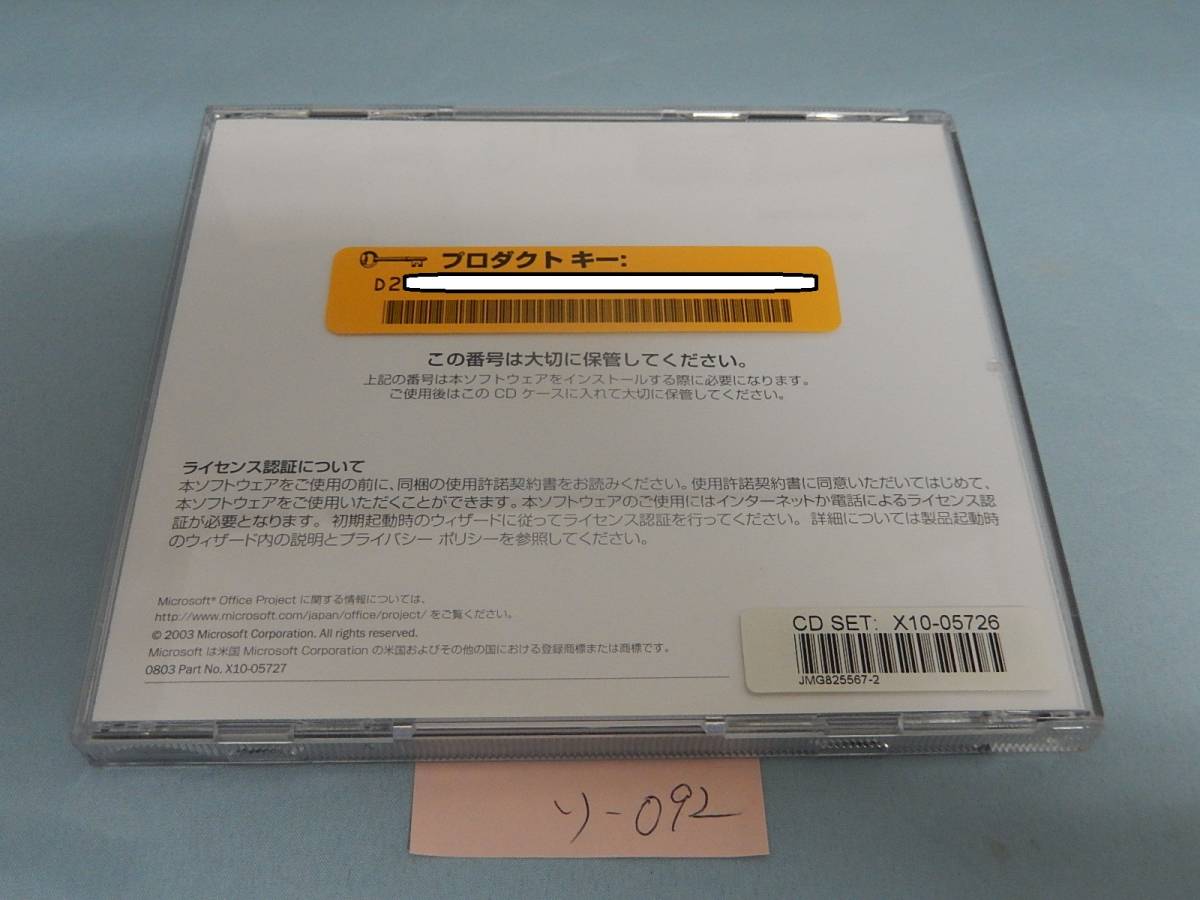 プロダクト キー:
D2
この番号は大切に保管してください。
上記の番号は本ソフトウェアをインストールする際に必要になります。
ご使用後はこの CD ケースに入れて大切に保管してください。
ライセンス認証について
本ソフトウェアをご使用の前に、同梱の使用許諾契約書をお読みください。使用許諾契約書に同意いただいてはじめて、
本ソフトウェアをご使用いただくことができます。本ソフトウェアのご使用にはインターネットか電話によるライセンス認
証が必要となります。 初期起動時のウィザードに従ってライセンス認証を行ってください。詳細については製品起動時
のウィザード内の説明とプライバシー ポリシーを参照してください。
Microsoft® Office Project に関する情報については、
http://www.microsoft.com/japan/office/project/ をご覧ください。
© 2003 Microsoft Corporation. All rights reserved.
Microsoft は米国 Microsoft Corporation の米国およびその他の国における登録商標または商標です。
0803 Part No. X10-05727
CD SET: X10-05726
JMG825567-2
リ-092